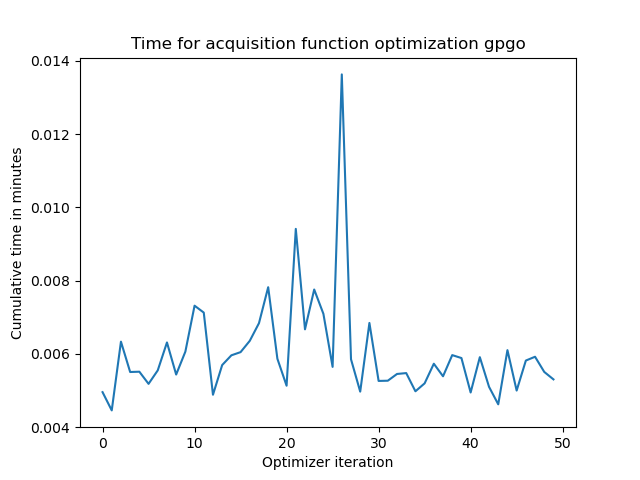 Time for acquisition function optimization gpgo
Cumulative time in minutes
0.014
0.012
0.010
0.008
0.006
0.004
0 10 20 30 40 50
Optimizer iteration